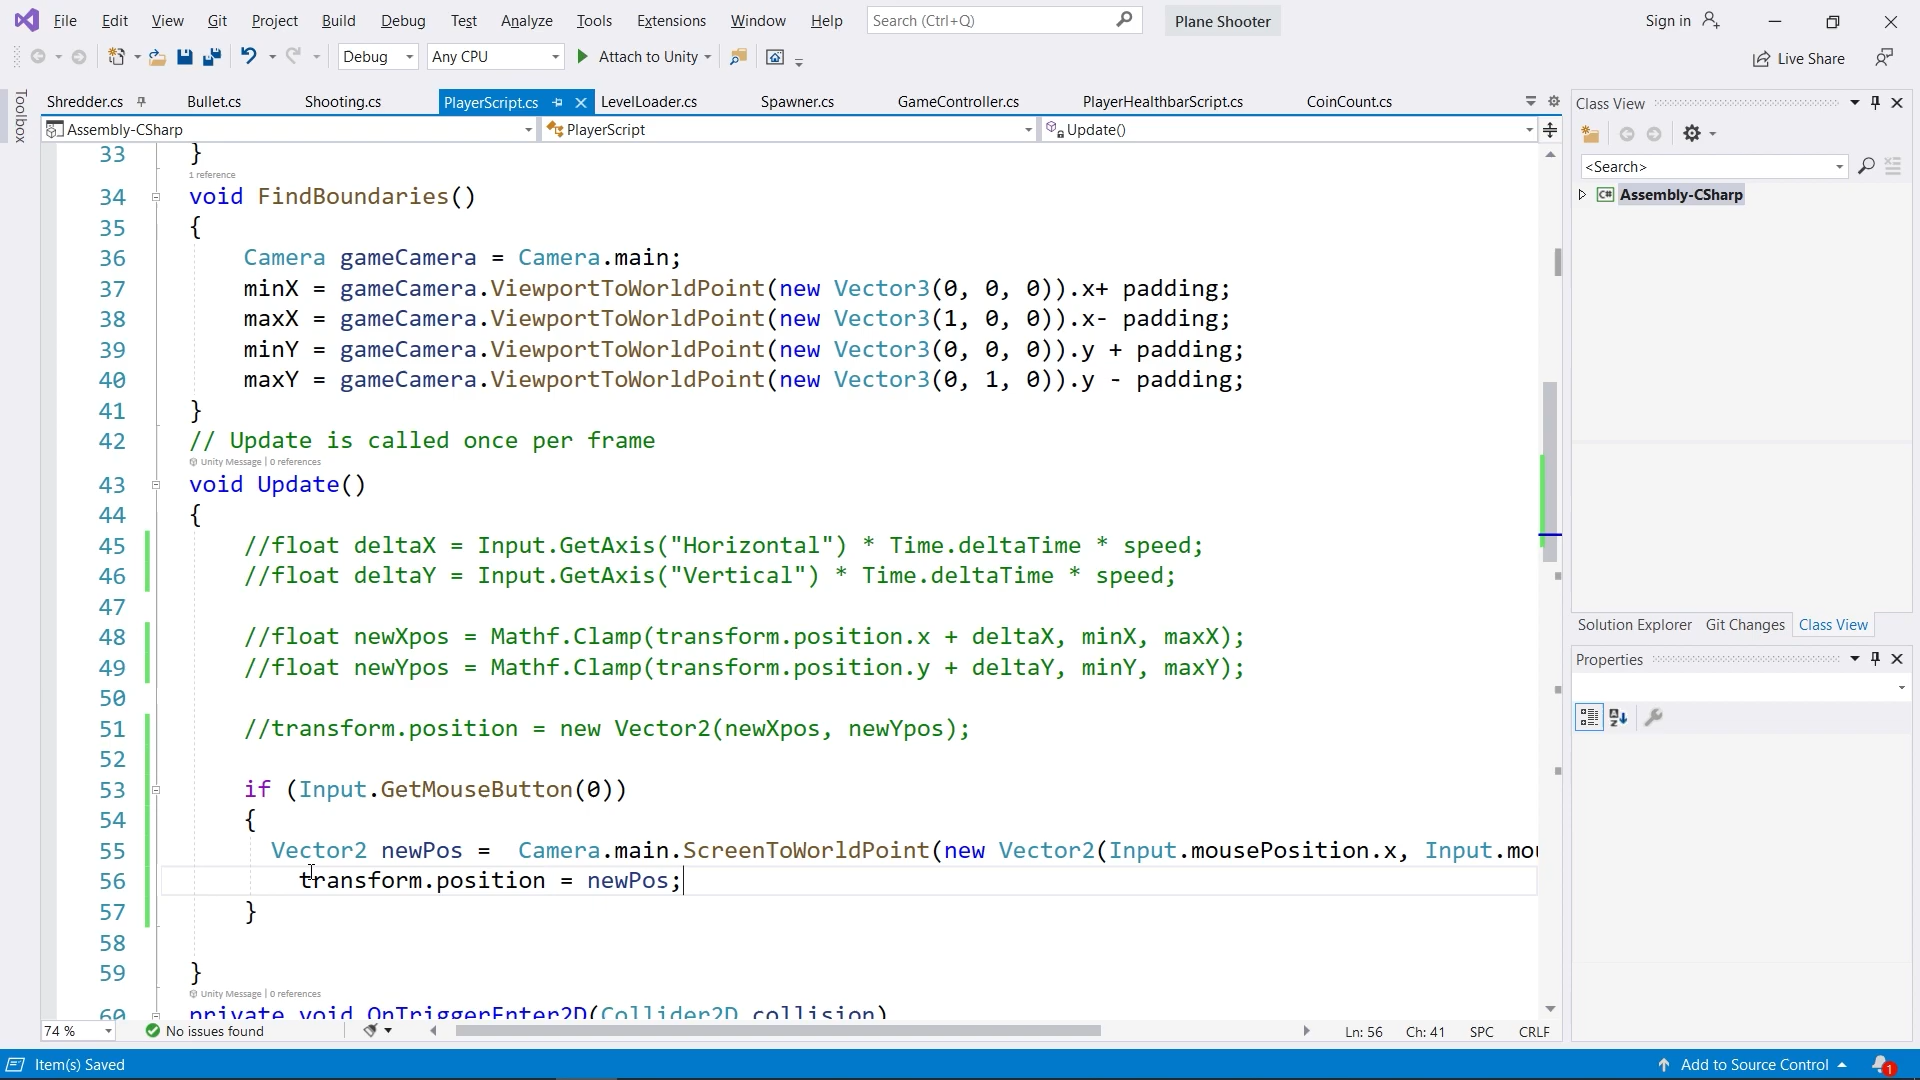 File Edit View Git Project Build Debug Test Analyze Tools Extensions Window Help Search (Ctrl+Q) Plane Shooter Sign in
Debug Any CPU Attach to Unity Live Share
Toolbox
Shredder.cs Bullet.cs Shooting.cs PlayerScript.cs LevelLoader.cs Spawner.cs GameController.cs PlayerHealthbarScript.cs CoinCount.cs
Assembly-CSharp PlayerScript Update()
33 }
1 reference
34 void FindBoundaries()
35 {
36 Camera gameCamera = Camera.main;
37 minX = gameCamera.ViewportToWorldPoint(new Vector3(0, 0, 0)).x+ padding;
38 maxX = gameCamera.ViewportToWorldPoint(new Vector3(1, 0, 0)).x- padding;
39 minY = gameCamera.ViewportToWorldPoint(new Vector3(0, 0, 0)).y + padding;
40 maxY = gameCamera.ViewportToWorldPoint(new Vector3(0, 1, 0)).y - padding;
41 }
42 // Update is called once per frame
Unity Message | 0 references
43 void Update()
44 {
45 //float deltaX = Input.GetAxis("Horizontal") * Time.deltaTime * speed;
46 //float deltaY = Input.GetAxis("Vertical") * Time.deltaTime * speed;
47
48 //float newXpos = Mathf.Clamp(transform.position.x + deltaX, minX, maxX);
49 //float newYpos = Mathf.Clamp(transform.position.y + deltaY, minY, maxY);
50
51 //transform.position = new Vector2(newXpos, newYpos);
52
53 if (Input.GetMouseButton(0))
54 {
55 Vector2 newPos = Camera.main.ScreenToWorldPoint(new Vector2(Input.mousePosition.x, Input.mou
56 transform.position = newPos;
57 }
58
59 }
Unity Message | 0 references
60 private void OnTriggerEnter2D(Collider2D collision)
74 % No issues found Ln: 56 Ch: 41 SPC CRLF
Class View
<Search>
C# Assembly-CSharp
Solution Explorer Git Changes Class View
Properties
Item(s) Saved Add to Source Control 1